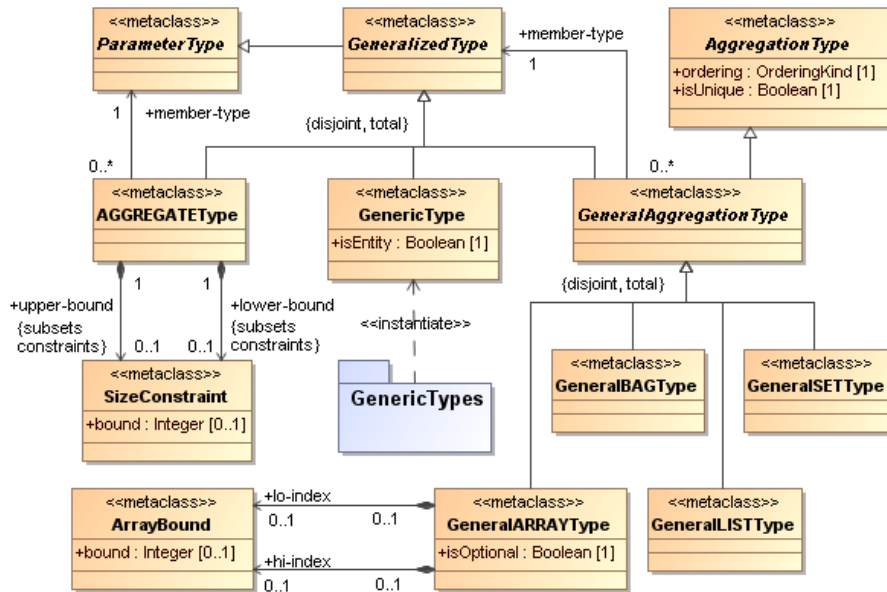 <<metaclass>>
ParameterType
<<metaclass>>
GeneralizedType
+member-type
1
<<metaclass>>
AggregationType
+ordering : OrderingKind [1]
+isUnique : Boolean [1]
1
+member-type
{disjoint, total}
0..*
0..*
<<metaclass>>
AGGREGATEType
<<metaclass>>
GenericType
+isEntity : Boolean [1]
<<metaclass>>
GeneralAggregationType
1
1
+upper-bound
{subsets
constraints}
0..1
+lower-bound
{subsets
constraints}
0..1
{disjoint, total}
<<instantiate>>
<<metaclass>>
SizeConstraint
+bound : Integer [0..1]
GenericTypes
<<metaclass>>
GeneralBAGType
<<metaclass>>
GeneralSETType
<<metaclass>>
ArrayBound
+bound : Integer [0..1]
+lo-index
0..1
0..1
+hi-index
0..1
0..1
<<metaclass>>
GeneralARRAYType
+isOptional : Boolean [1]
<<metaclass>>
GeneralLISTType